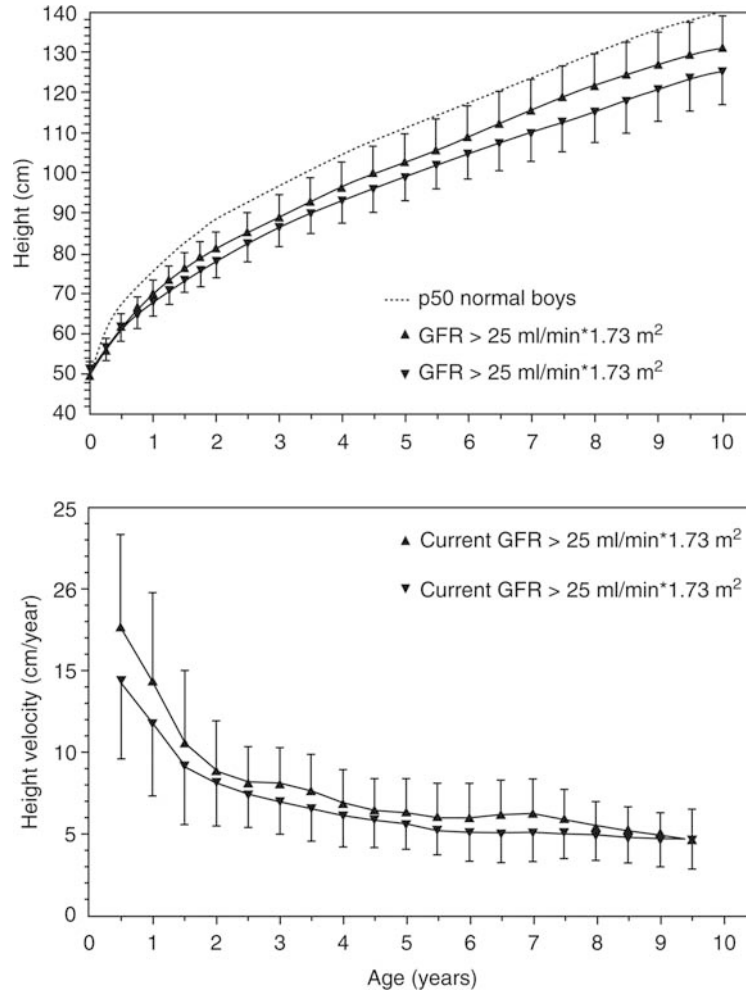 140
130
120
110
100
90
80
70
60
50
40
Height (cm)
p50 normal boys
GFR > 25 ml/min*1.73 m²
GFR > 25 ml/min*1.73 m²
0 1 2 3 4 5 6 7 8 9 10
25
26
15
10
5
0
Height velocity (cm/year)
Current GFR > 25 ml/min*1.73 m²
Current GFR > 25 ml/min*1.73 m²
0 1 2 3 4 5 6 7 8 9 10
Age (years)